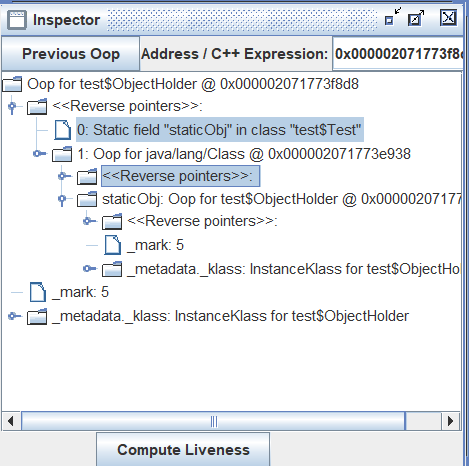 Inspector
Previous Oop Address / C++ Expression: 0x000002071773f8d
Oop for test$ObjectHolder @ 0x000002071773f8d8
<<Reverse pointers>>:
0: Static field "staticObj" in class "test$Test"
1: Oop for java/lang/Class @ 0x000002071773e938
<<Reverse pointers>>:
staticObj: Oop for test$ObjectHolder @ 0x00000207177
<<Reverse pointers>>:
_mark: 5
_metadata._klass: InstanceKlass for test$ObjectHol
_mark: 5
_metadata._klass: InstanceKlass for test$ObjectHolder
Compute Liveness